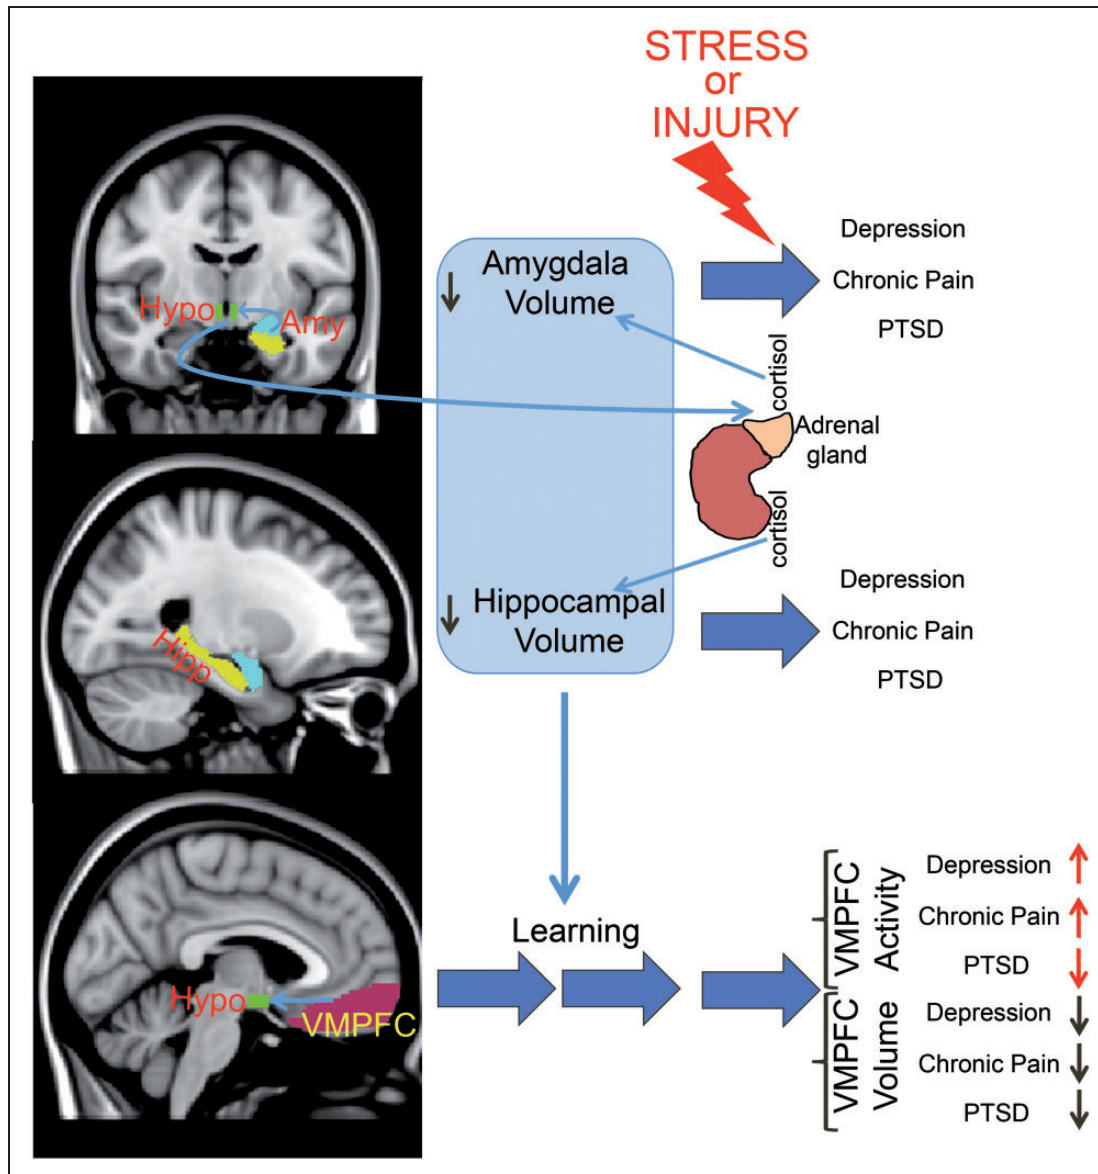 STRESS
or
INJURY
Hypo
Amy
Amygdala
Volume
Depression
Chronic Pain
PTSD
cortisol
Adrenal
gland
cortisol
Hipp
Hippocampal
Volume
Depression
Chronic Pain
PTSD
Learning
Hypo
VMPFC
VMPFC
Activity
Depression
Chronic Pain
PTSD
VMPFC
Volume
Depression
Chronic Pain
PTSD